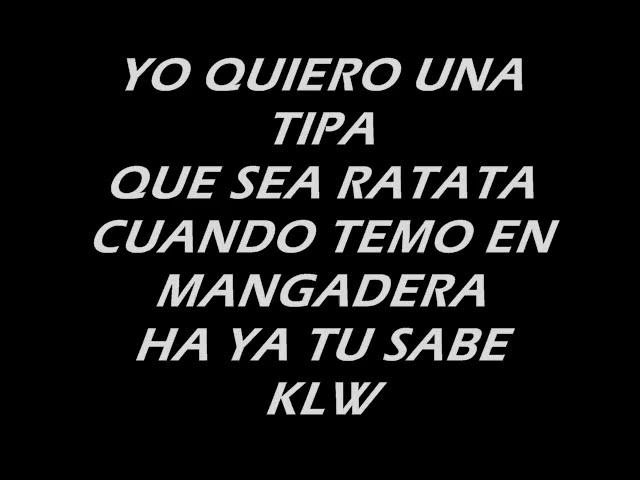 YO QUIERO UNA
TIPA
QUE SEA RATATA
CUANDO TEMO EN
MANGADERA
HA YA TU SABE
KLW